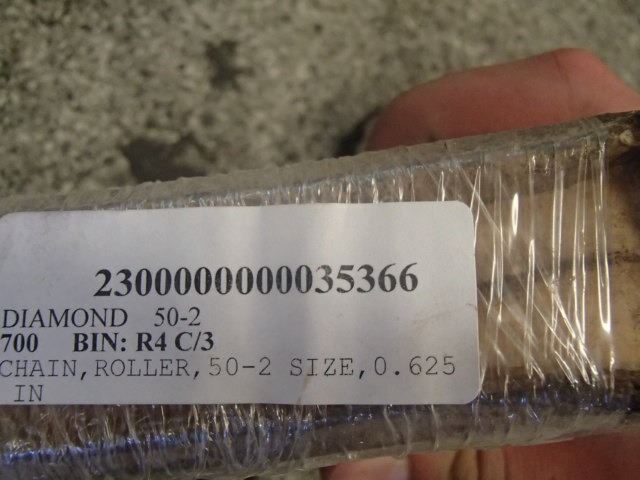 2300000000035366
DIAMOND 50-2
700 BIN: R4 C/3
CHAIN,ROLLER,50-2 SIZE,0.625
IN